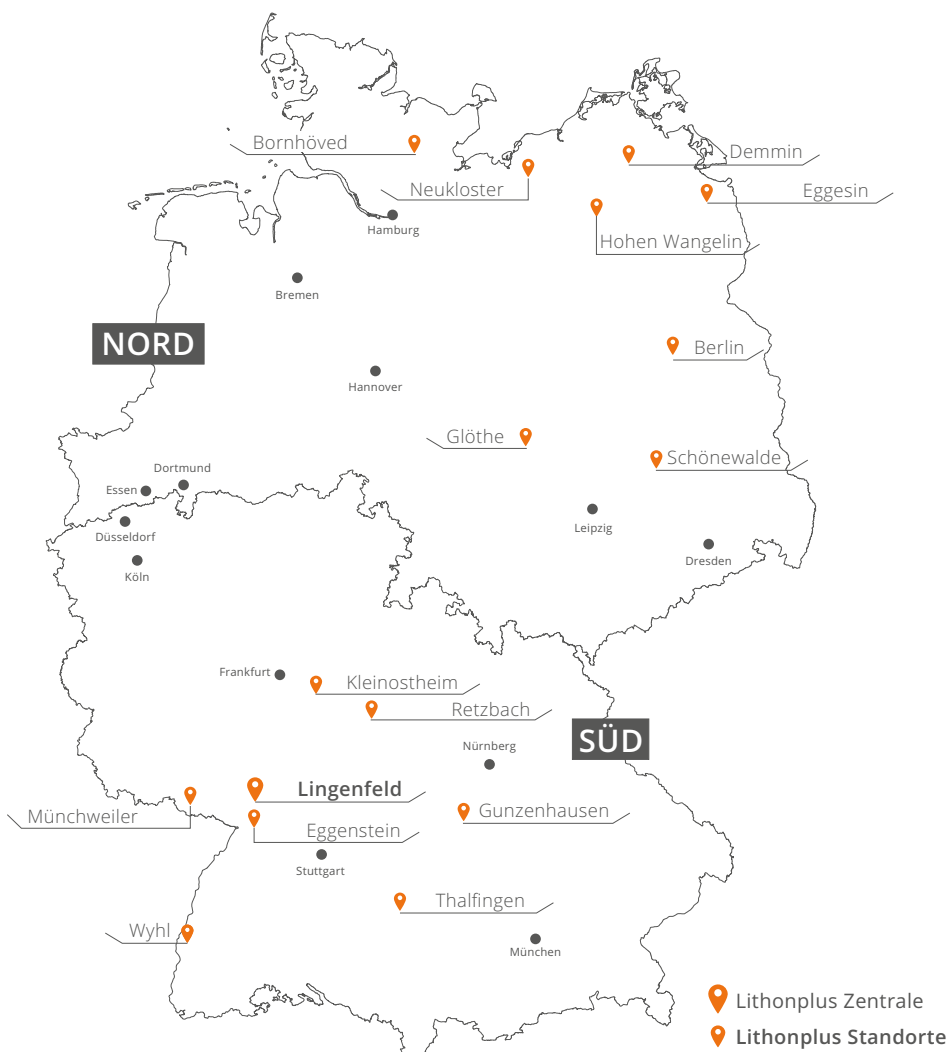 Bornhöved
Demmin
Neukloster
Eggesin
Hamburg
Hohen Wangelin
Bremen
NORD
Berlin
Hannover
Glöthe
Schönewalde
Dortmund
Essen
Leipzig
Düsseldorf
Dresden
Köln
Frankfurt
Kleinostheim
Retzbach
SÜD
Nürnberg
Lingenfeld
Münchweiler
Gunzenhausen
Eggenstein
Stuttgart
Thalfingen
Wyhl
München
Lithonplus Zentrale
Lithonplus Standorte